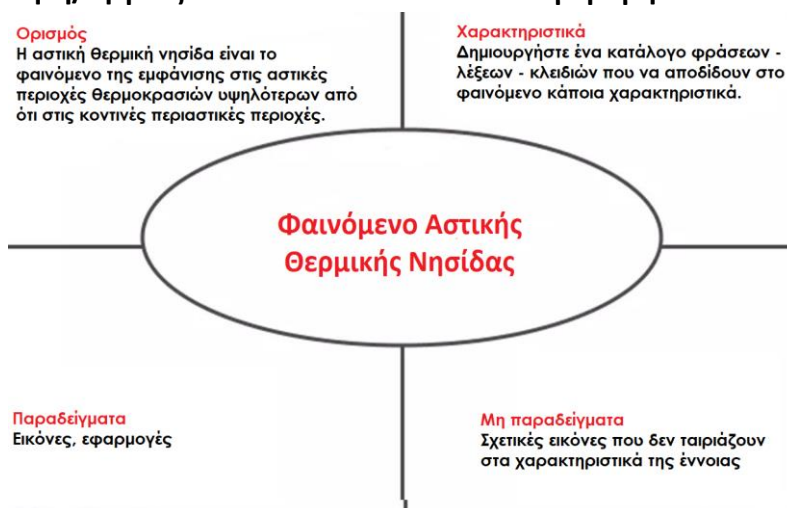 Ορισμός
Η αστική θερμική νησίδα είναι το
φαινόμενο της εμφάνισης στις αστικές
περιοχές θερμοκρασιών υψηλότερων από
ότι στις κοντινές περιαστικές περιοχές.
Χαρακτηριστικά
Δημιουργήστε ένα κατάλογο φράσεων -
λέξεων - κλειδιών που να αποδίδουν στο
φαινόμενο κάποια χαρακτηριστικά.
Φαινόμενο Αστικής
Θερμικής Νησίδας
Παραδείγματα
Εικόνες, εφαρμογές
Μη παραδείγματα
Σχετικές εικόνες που δεν ταιριάζουν
στα χαρακτηριστικά της έννοιας